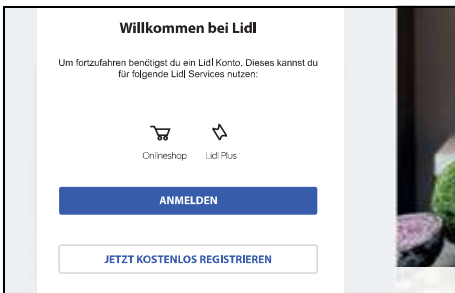 Willkommen bei Lidl
Um fortzufahren benötigst du ein Lidl Konto. Dieses kannst du
für folgende Lidl Services nutzen:
Onlineshop Lidl Plus
ANMELDEN
JETZT KOSTENLOS REGISTRIEREN